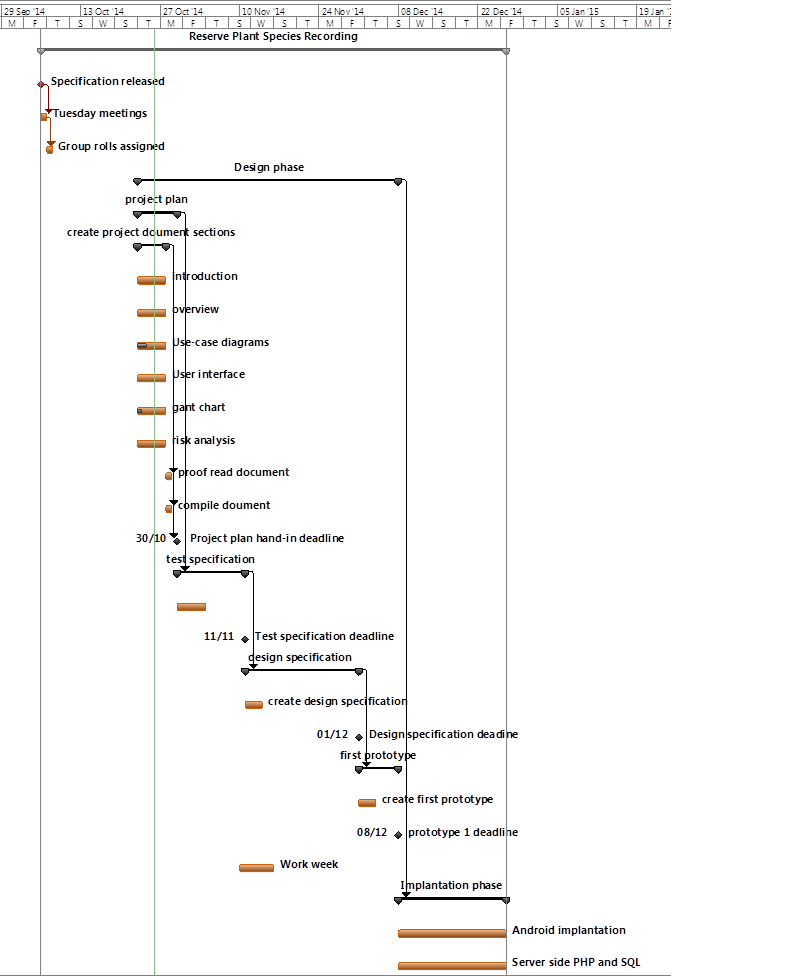 29 Sep '14 13 Oct '14 27 Oct '14 10 Nov '14 24 Nov '14 08 Dec '14 22 Dec '14 05 Jan '15 19 Jan '
M F T S W S T M F T S W S T M F T S W S T M F T S W S T M F
Reserve Plant Species Recording
Specification released
Tuesday meetings
Group rolls assigned
Design phase
project plan
create project doument sections
introduction
overview
Use-case diagrams
User interface
gant chart
risk analysis
proof read document
compile doument
30/10 Project plan hand-in deadline
test specification
11/11 Test specification deadline
design specification
create design specification
01/12 Design specification deadine
first prototype
create first prototype
08/12 prototype 1 deadline
Work week
Implantation phase
Android implantation
Server side PHP and SQL